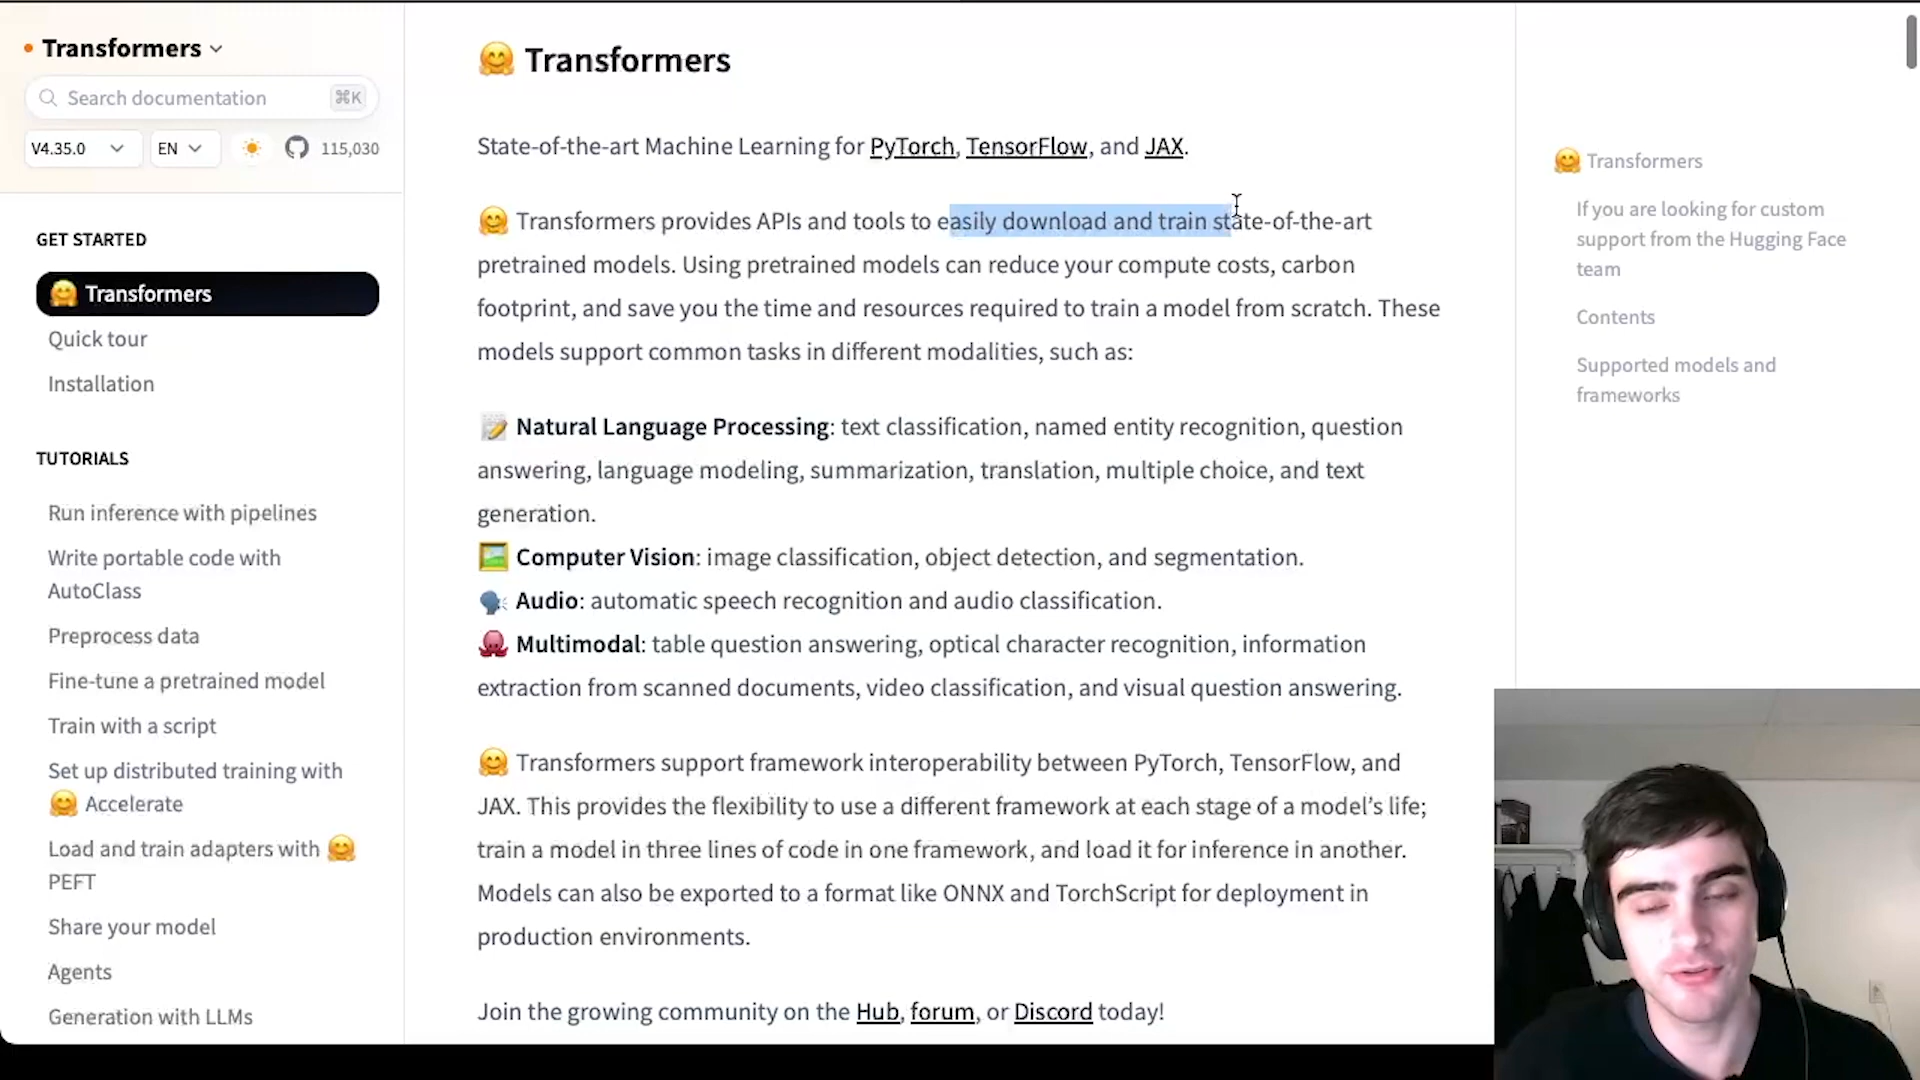 Transformers
Search documentation
⌘K
V4.35.0
EN
115,030
GET STARTED
🤗 Transformers
Quick tour
Installation
TUTORIALS
Run inference with pipelines
Write portable code with
AutoClass
Preprocess data
Fine-tune a pretrained model
Train with a script
Set up distributed training with
🤗 Accelerate
Load and train adapters with 🤗
PEFT
Share your model
Agents
Generation with LLMs
🤗 Transformers
State-of-the-art Machine Learning for PyTorch, TensorFlow, and JAX.
🤗 Transformers provides APIs and tools to easily download and train state-of-the-art
pretrained models. Using pretrained models can reduce your compute costs, carbon
footprint, and save you the time and resources required to train a model from scratch. These
models support common tasks in different modalities, such as:
📝 Natural Language Processing: text classification, named entity recognition, question
answering, language modeling, summarization, translation, multiple choice, and text
generation.
🖼️ Computer Vision: image classification, object detection, and segmentation.
🗣️ Audio: automatic speech recognition and audio classification.
🐙 Multimodal: table question answering, optical character recognition, information
extraction from scanned documents, video classification, and visual question answering.
🤗 Transformers support framework interoperability between PyTorch, TensorFlow, and
JAX. This provides the flexibility to use a different framework at each stage of a model’s life;
train a model in three lines of code in one framework, and load it for inference in another.
Models can also be exported to a format like ONNX and TorchScript for deployment in
production environments.
Join the growing community on the Hub, forum, or Discord today!
🤗 Transformers
If you are looking for custom
support from the Hugging Face
team
Contents
Supported models and
frameworks